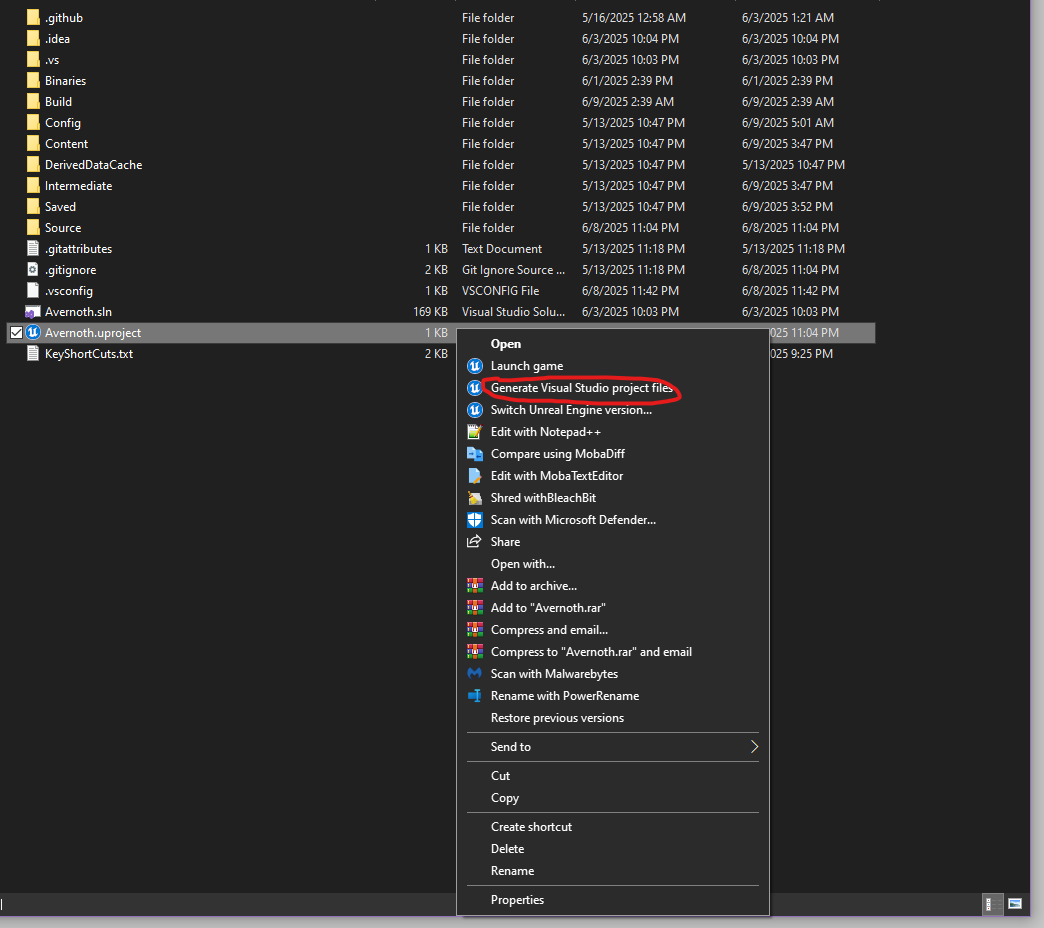 .github File folder 5/16/2025 12:58 AM 6/3/2025 1:21 AM
.idea File folder 6/3/2025 10:04 PM 6/3/2025 10:04 PM
.vs File folder 6/3/2025 10:03 PM 6/3/2025 10:03 PM
Binaries File folder 6/1/2025 2:39 PM 6/1/2025 2:39 PM
Build File folder 6/9/2025 2:39 AM 6/9/2025 2:39 AM
Config File folder 5/13/2025 10:47 PM 6/9/2025 5:01 AM
Content File folder 5/13/2025 10:47 PM 6/9/2025 3:47 PM
DerivedDataCache File folder 5/13/2025 10:47 PM 5/13/2025 10:47 PM
Intermediate File folder 5/13/2025 10:47 PM 6/9/2025 3:47 PM
Saved File folder 5/13/2025 10:47 PM 6/9/2025 3:52 PM
Source File folder 6/8/2025 11:04 PM 6/8/2025 11:04 PM
.gitattributes 1 KB Text Document 5/13/2025 11:18 PM 5/13/2025 11:18 PM
.gitignore 2 KB Git Ignore Source ... 5/13/2025 11:18 PM 6/8/2025 11:04 PM
.vsconfig 1 KB VSCONFIG File 6/8/2025 11:42 PM 6/8/2025 11:42 PM
Avernoth.sln 169 KB Visual Studio Solu... 6/3/2025 10:03 PM 6/3/2025 10:03 PM
Avernoth.uproject 1 KB 025 11:04 PM
KeyShortCuts.txt 2 KB 025 9:25 PM
Open
Launch game
Generate Visual Studio project files
Switch Unreal Engine version...
Edit with Notepad++
Compare using MobaDiff
Edit with MobaTextEditor
Shred withBleachBit
Scan with Microsoft Defender...
Share
Open with...
Add to archive...
Add to "Avernoth.rar"
Compress and email...
Compress to "Avernoth.rar" and email
Scan with Malwarebytes
Rename with PowerRename
Restore previous versions
Send to
Cut
Copy
Create shortcut
Delete
Rename
Properties